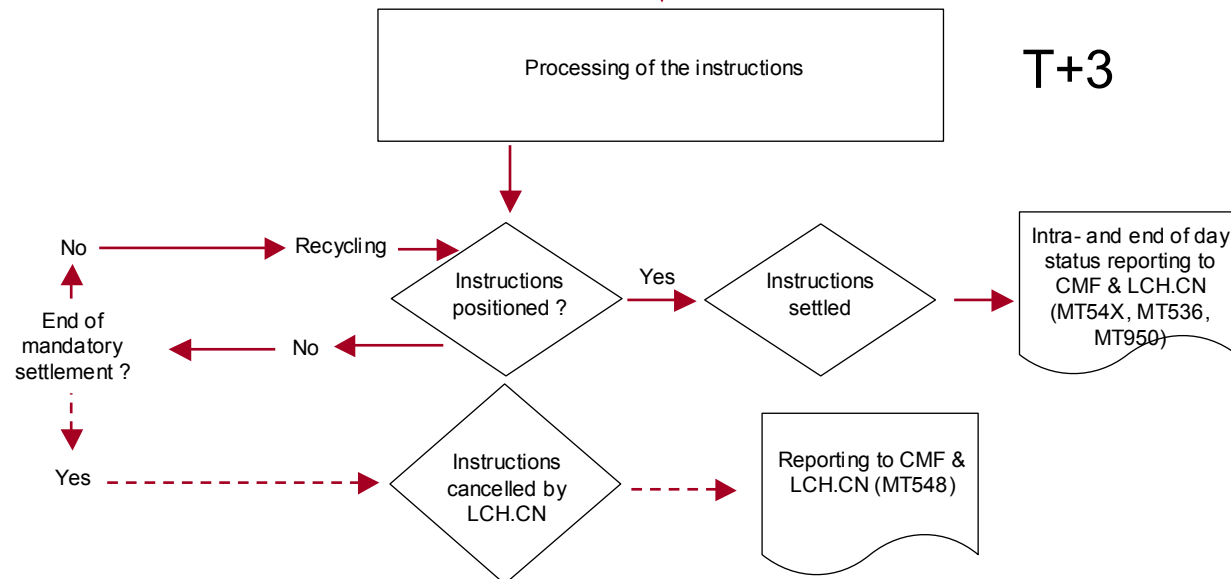 Processing of the instructions
T+3
No
Recycling
Instructions
positioned ?
Yes
Instructions
settled
Intra- and end of day
status reporting to
CMF & LCH.CN
(MT54X, MT536,
MT950)
End of
mandatory
settlement ?
No
Yes
Instructions
cancelled by
LCH.CN
Reporting to CMF &
LCH.CN (MT548)